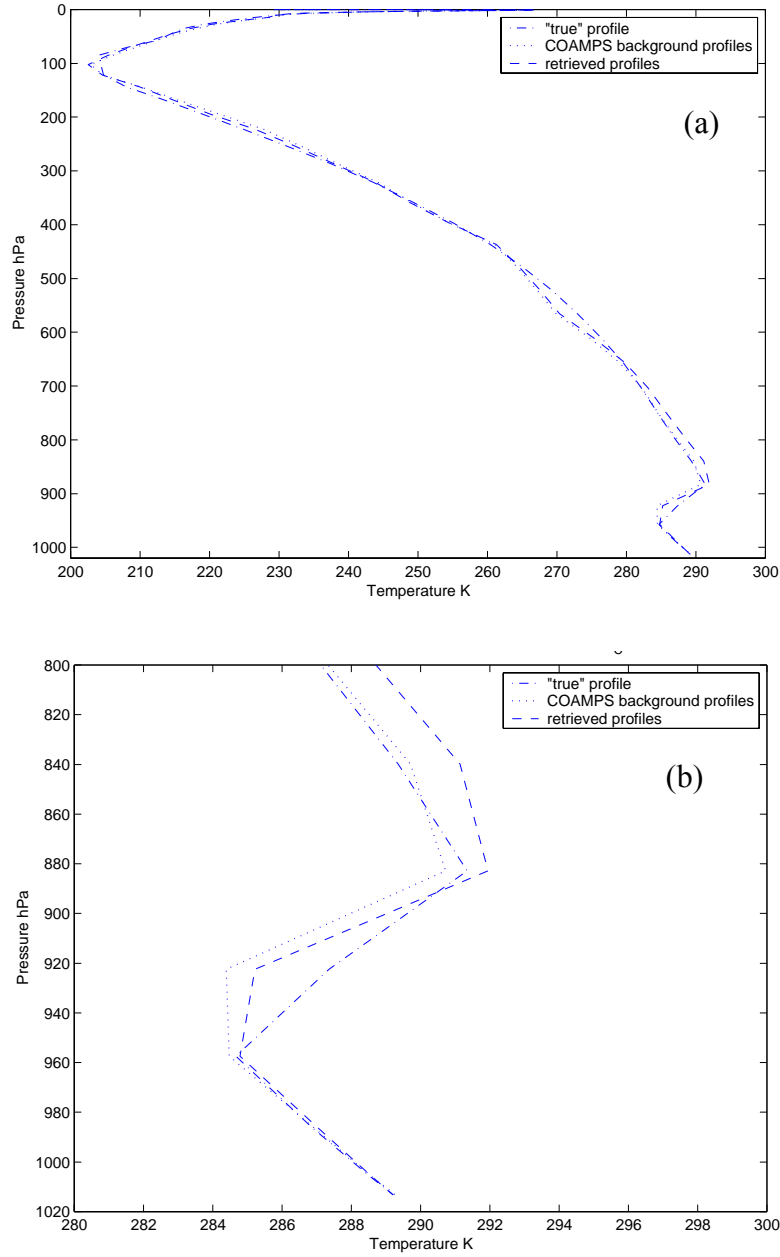 0
100
200
300
400
500
600
700
800
900
1000
Pressure hPa
"true" profile
COAMPS background profiles
retrieved profiles
(a)
200 210 220 230 240 250 260 270 280 290 300
Temperature K
800
820
840
860
880
900
920
940
960
980
1000
1020
Pressure hPa
"true" profile
COAMPS background profiles
retrieved profiles
(b)
280 282 284 286 288 290 292 294 296 298 300
Temperature K